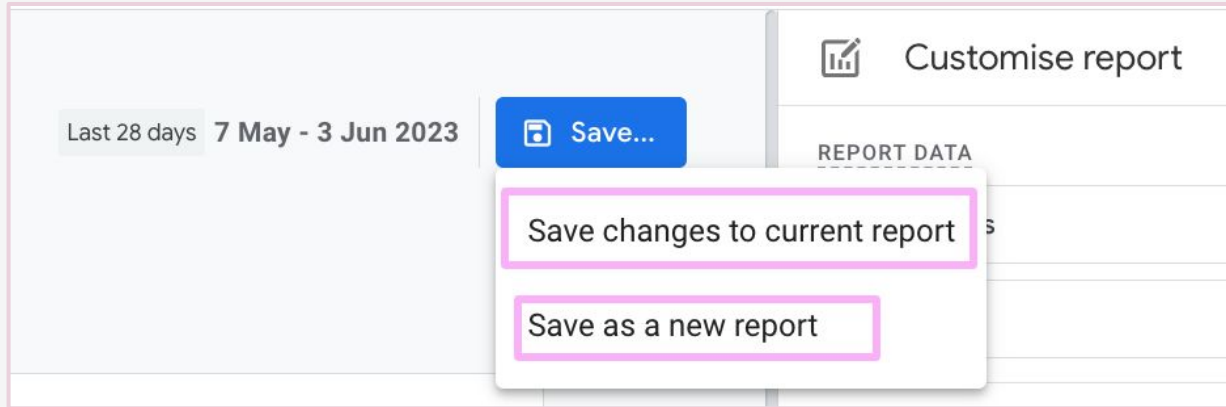 Customise report
Last 28 days 7 May - 3 Jun 2023 Save...
REPORT DATA
Save changes to current report
Save as a new report